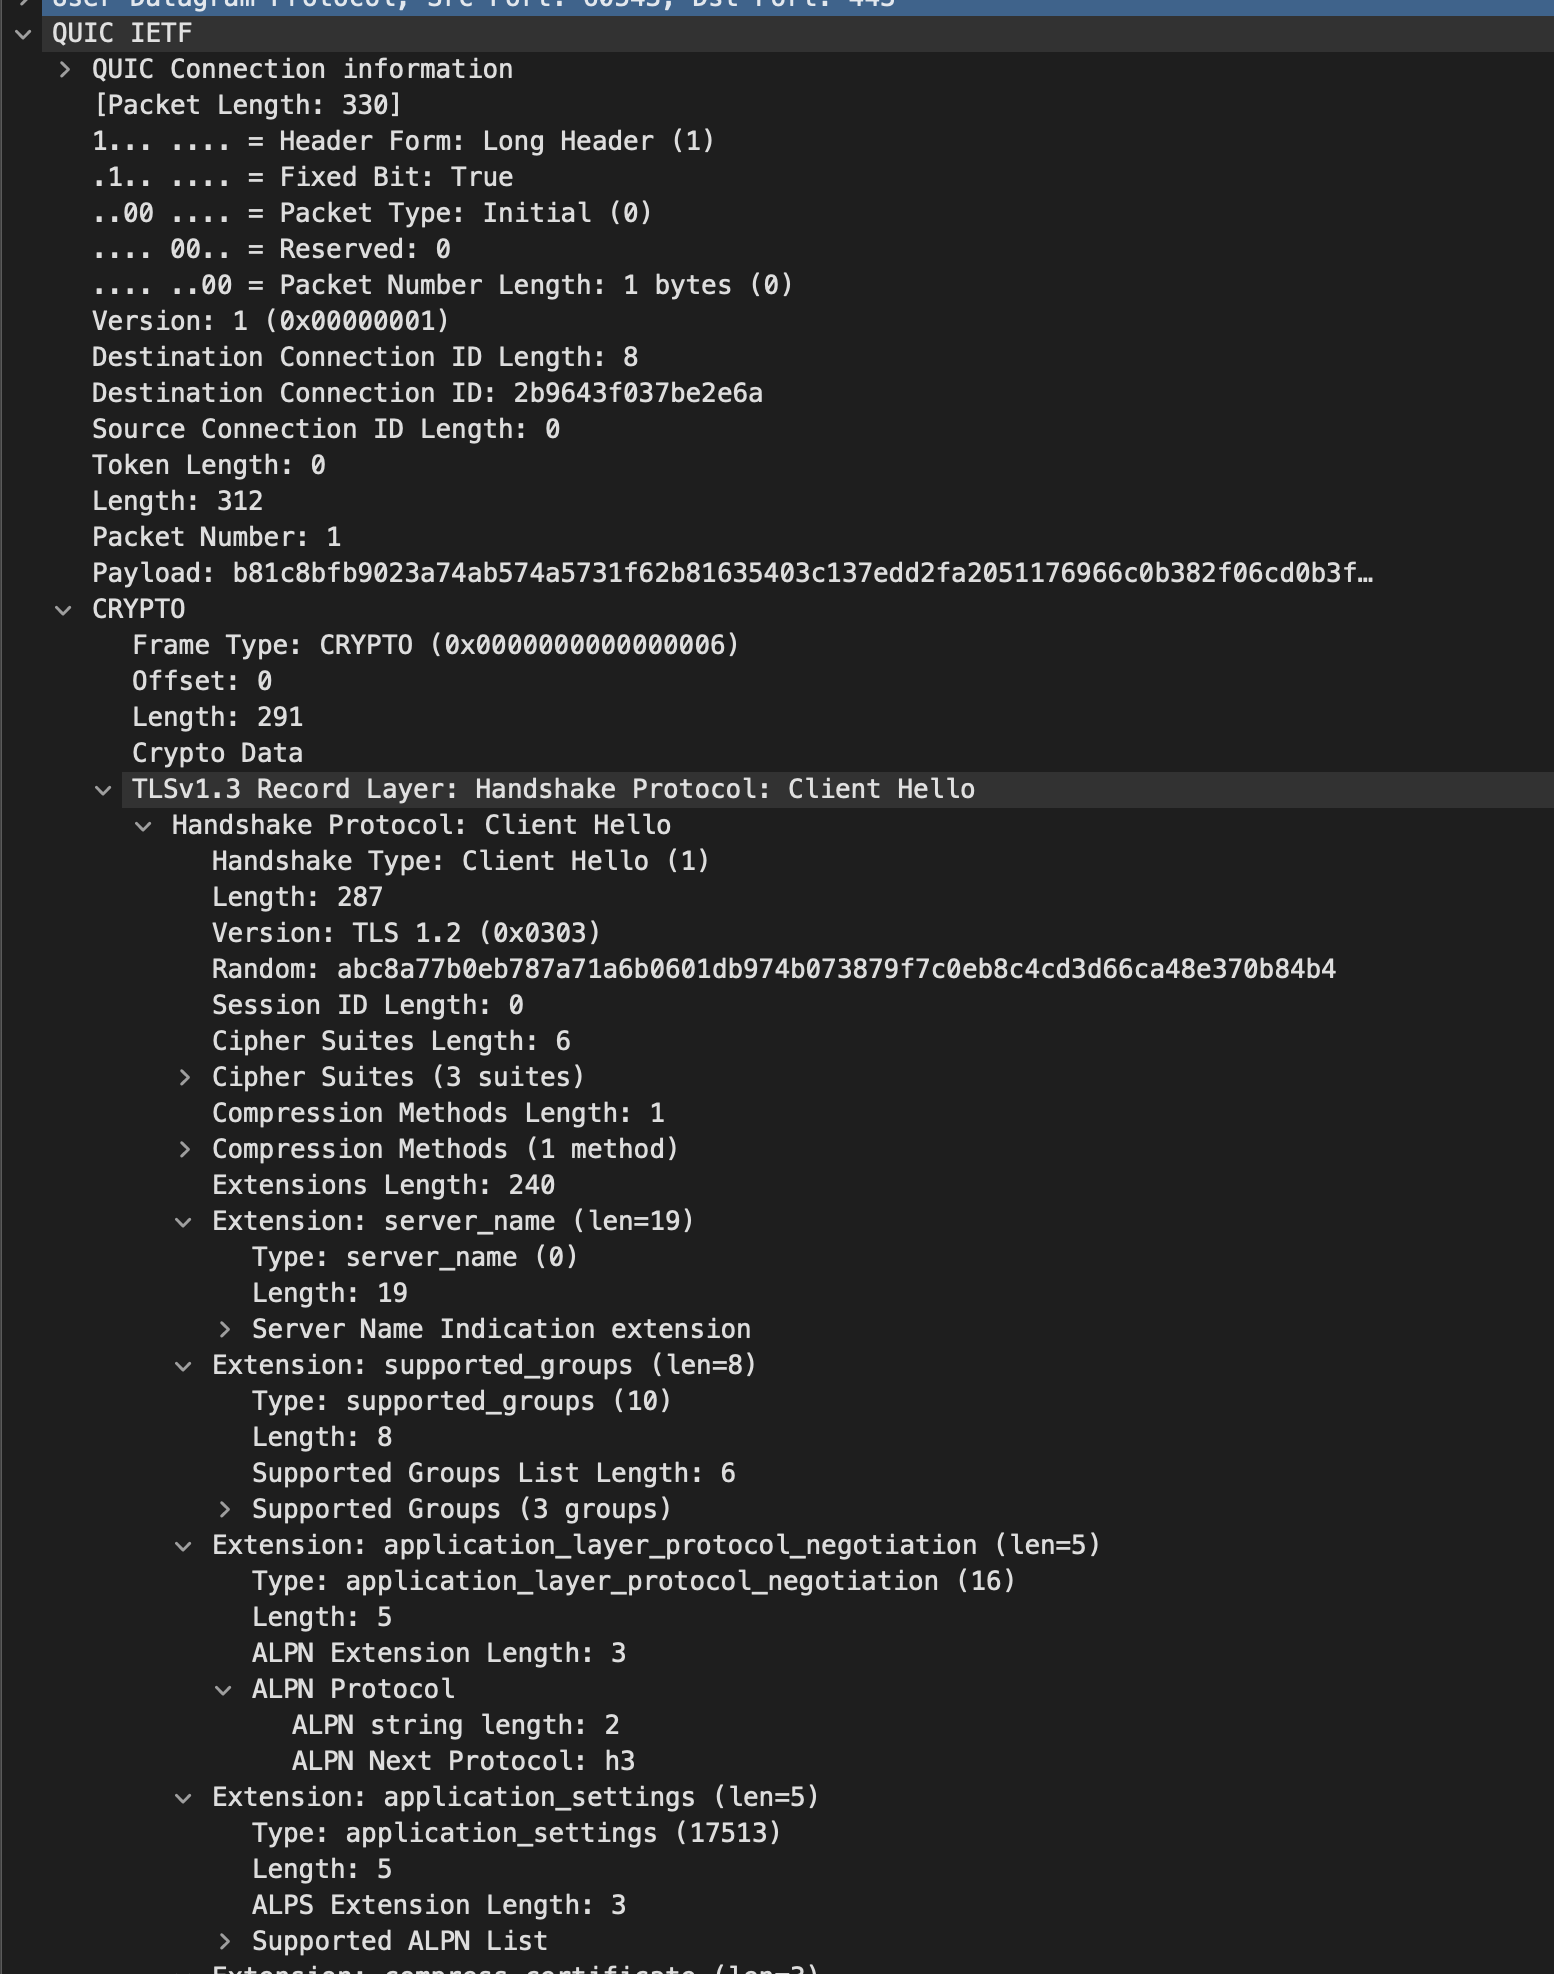 User Datagram Protocol, Src Port: 60545, Dst Port: 443
QUIC IETF
QUIC Connection information
[Packet Length: 330]
1... .... = Header Form: Long Header (1)
.1.. .... = Fixed Bit: True
..00 .... = Packet Type: Initial (0)
.... 00.. = Reserved: 0
.... ..00 = Packet Number Length: 1 bytes (0)
Version: 1 (0x00000001)
Destination Connection ID Length: 8
Destination Connection ID: 2b9643f037be2e6a
Source Connection ID Length: 0
Token Length: 0
Length: 312
Packet Number: 1
Payload: b81c8bfb9023a74ab574a5731f62b81635403c137edd2fa2051176966c0b382f06cd0b3f…
CRYPTO
Frame Type: CRYPTO (0x0000000000000006)
Offset: 0
Length: 291
Crypto Data
TLSv1.3 Record Layer: Handshake Protocol: Client Hello
Handshake Protocol: Client Hello
Handshake Type: Client Hello (1)
Length: 287
Version: TLS 1.2 (0x0303)
Random: abc8a77b0eb787a71a6b0601db974b073879f7c0eb8c4cd3d66ca48e370b84b4
Session ID Length: 0
Cipher Suites Length: 6
Cipher Suites (3 suites)
Compression Methods Length: 1
Compression Methods (1 method)
Extensions Length: 240
Extension: server_name (len=19)
Type: server_name (0)
Length: 19
Server Name Indication extension
Extension: supported_groups (len=8)
Type: supported_groups (10)
Length: 8
Supported Groups List Length: 6
Supported Groups (3 groups)
Extension: application_layer_protocol_negotiation (len=5)
Type: application_layer_protocol_negotiation (16)
Length: 5
ALPN Extension Length: 3
ALPN Protocol
ALPN string length: 2
ALPN Next Protocol: h3
Extension: application_settings (len=5)
Type: application_settings (17513)
Length: 5
ALPS Extension Length: 3
Supported ALPN List
Extension: compress_certificate (len=3)